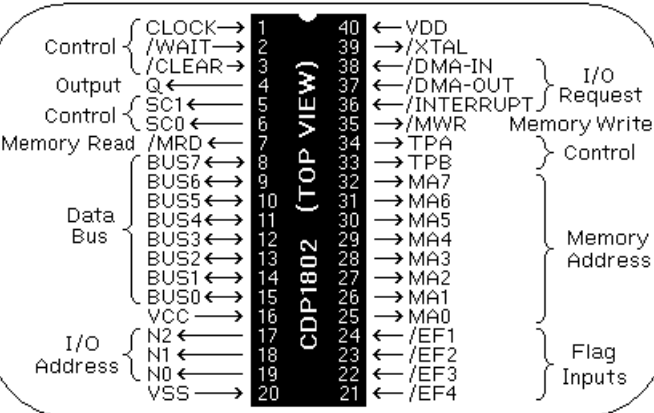 CLOCK→ 1 40 ←VDD
Control /WAIT→ 2 39 →/XTAL
/CLEAR→ 3 38 ←/DMA-IN I/O
Output Q← 4 37 ←/DMA-OUT Request
Control SC1← 5 36 ←/INTERRUPT
SC0← 6 35 →/MWR Memory Write
Memory Read /MRD← 7 34 →TPA Control
BUS7↔ 8 33 →TPB
BUS6↔ 9 32 →MA7
BUS5↔ 10 31 →MA6
Data BUS4↔ 11 30 →MA5
Bus BUS3↔ 12 29 →MA4 Memory
BUS2↔ 13 28 →MA3 Address
BUS1↔ 14 27 →MA2
BUS0↔ 15 26 →MA1
VCC→ 16 25 →MA0
I/O N2← 17 24 ←/EF1
Address N1← 18 23 ←/EF2 Flag
N0← 19 22 ←/EF3 Inputs
VSS→ 20 21 ←/EF4
CDP1802 (TOP VIEW)